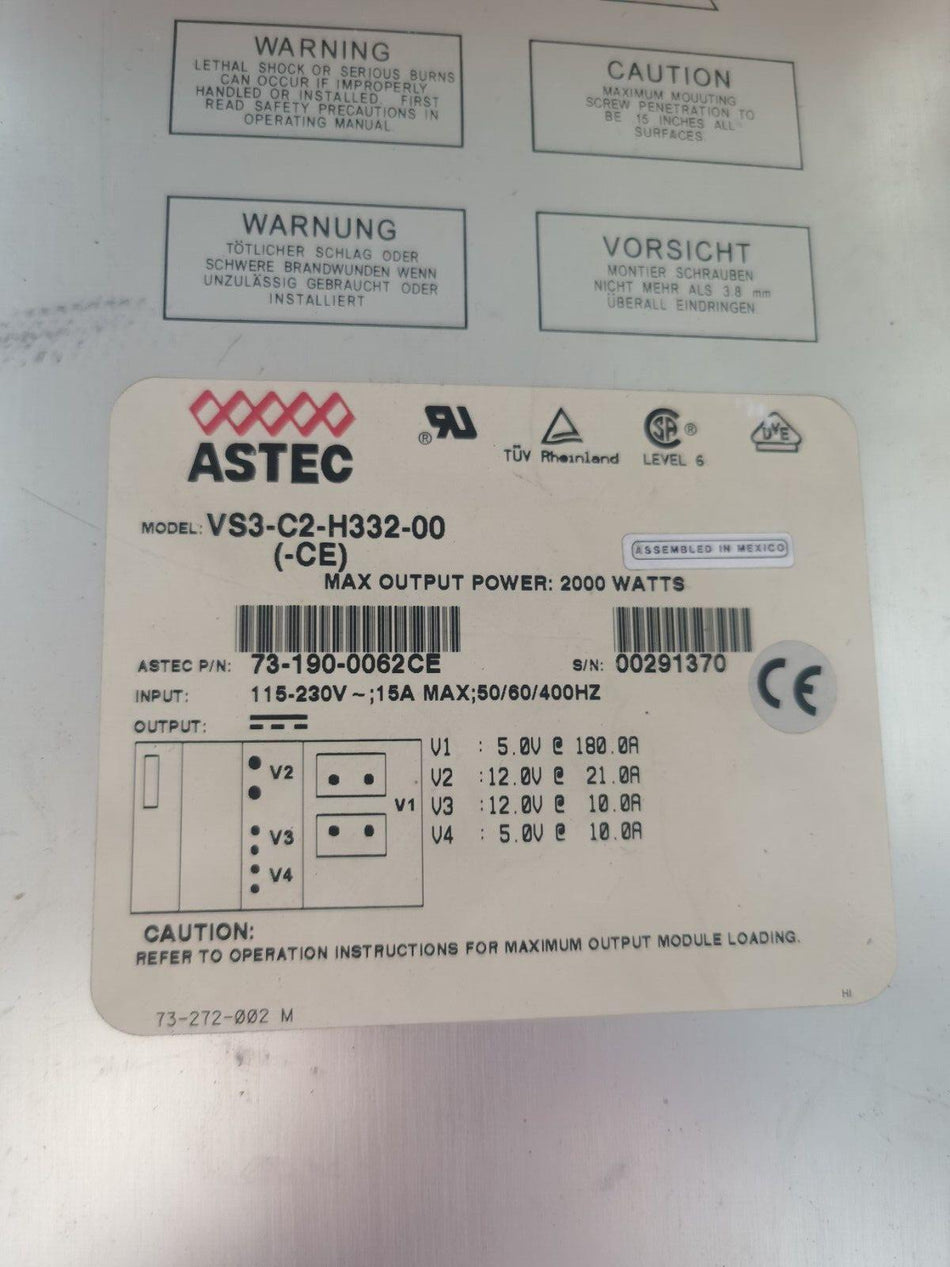 WARNING
LETHAL SHOCK OR SERIOUS BURNS
CAN OCCUR IF IMPROPERLY
HANDLED OR INSTALLED. FIRST
READ SAFETY PRECAUTIONS IN
OPERATING MANUAL.
CAUTION
MAXIMUM MOUUTING
SCREW PENETRATION TO
BE .15 INCHES ALL
SURFACES.
WARNUNG
TÖTLICHER SCHLAG ODER
SCHWERE BRANDWUNDEN WENN
UNZULÄSSIG GEBRAUCHT ODER
INSTALLIERT
VORSICHT
MONTIER SCHRAUBEN
NICHT MEHR ALS 3.8 mm
ÜBERALL EINDRINGEN
ASTEC
RU ®
TÜV Rheinland
SA ®
LEVEL 6
DVE
MODEL: VS3-C2-H332-00
(-CE)
ASSEMBLED IN MEXICO
MAX OUTPUT POWER: 2000 WATTS
ASTEC P/N: 73-190-0062CE
S/N: 00291370
INPUT: 115-230V ~;15A MAX;50/60/400HZ
CE
OUTPUT:
V2
V3
V4
V1
V1 : 5.0V @ 180.0A
V2 :12.0V @ 21.0A
V3 :12.0V @ 10.0A
V4 : 5.0V @ 10.0A
CAUTION:
REFER TO OPERATION INSTRUCTIONS FOR MAXIMUM OUTPUT MODULE LOADING.
73-272-002 M
HI